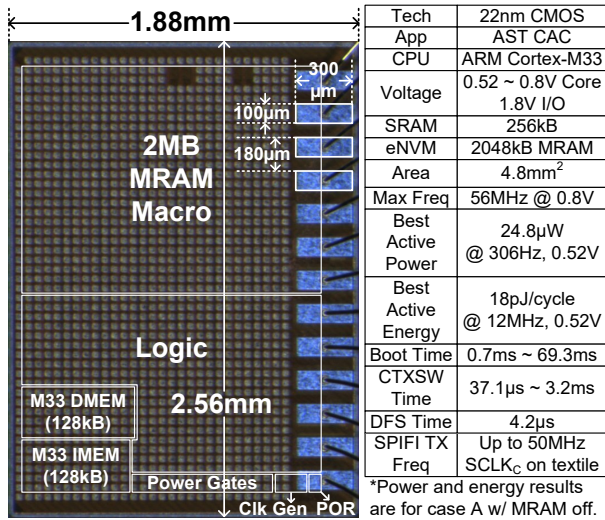 1.88mm
300
µm
100µm
180µm
2MB
MRAM
Macro
Logic
2.56mm
M33 DMEM
(128kB)
M33 IMEM
(128kB)
Power Gates
Clk Gen POR
Tech 22nm CMOS
App AST CAC
CPU ARM Cortex-M33
Voltage 0.52 ~ 0.8V Core
1.8V I/O
SRAM 256kB
eNVM 2048kB MRAM
Area 4.8mm²
Max Freq 56MHz @ 0.8V
Best
Active
Power
24.8µW
@ 306Hz, 0.52V
Best
Active
Energy
18pJ/cycle
@ 12MHz, 0.52V
Boot Time 0.7ms ~ 69.3ms
CTXSW
Time
37.1µs ~ 3.2ms
DFS Time 4.2µs
SPIFI TX
Freq
Up to 50MHz
SCLKC on textile
*Power and energy results
are for case A w/ MRAM off.